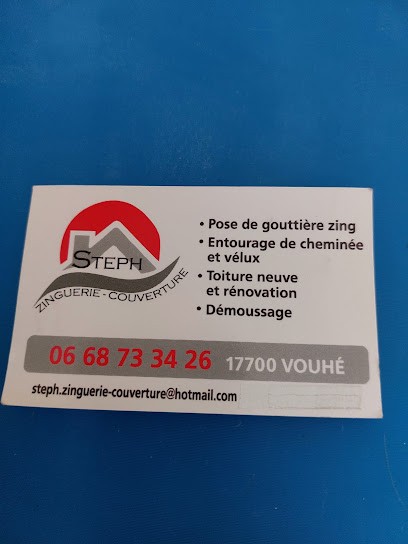 STEPH
ZINGUERIE - COUVERTURE
• Pose de gouttière zing
• Entourage de cheminée
et vélux
• Toiture neuve
et rénovation
• Démoussage
06 68 73 34 26 17700 VOUHÉ
steph.zinguerie-couverture@hotmail.com